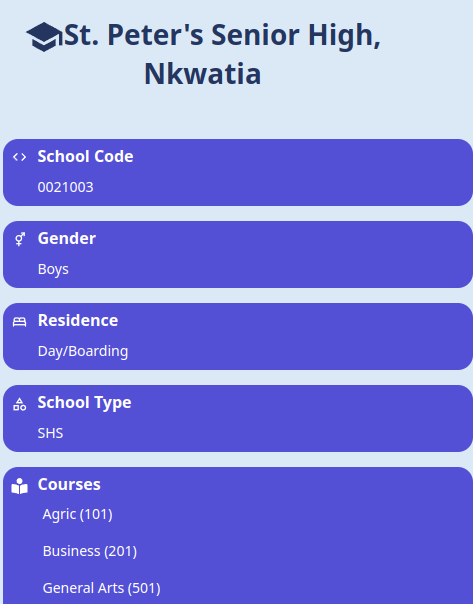 St. Peter's Senior High,
Nkwatia
School Code
0021003
Gender
Boys
Residence
Day/Boarding
School Type
SHS
Courses
Agric (101)
Business (201)
General Arts (501)